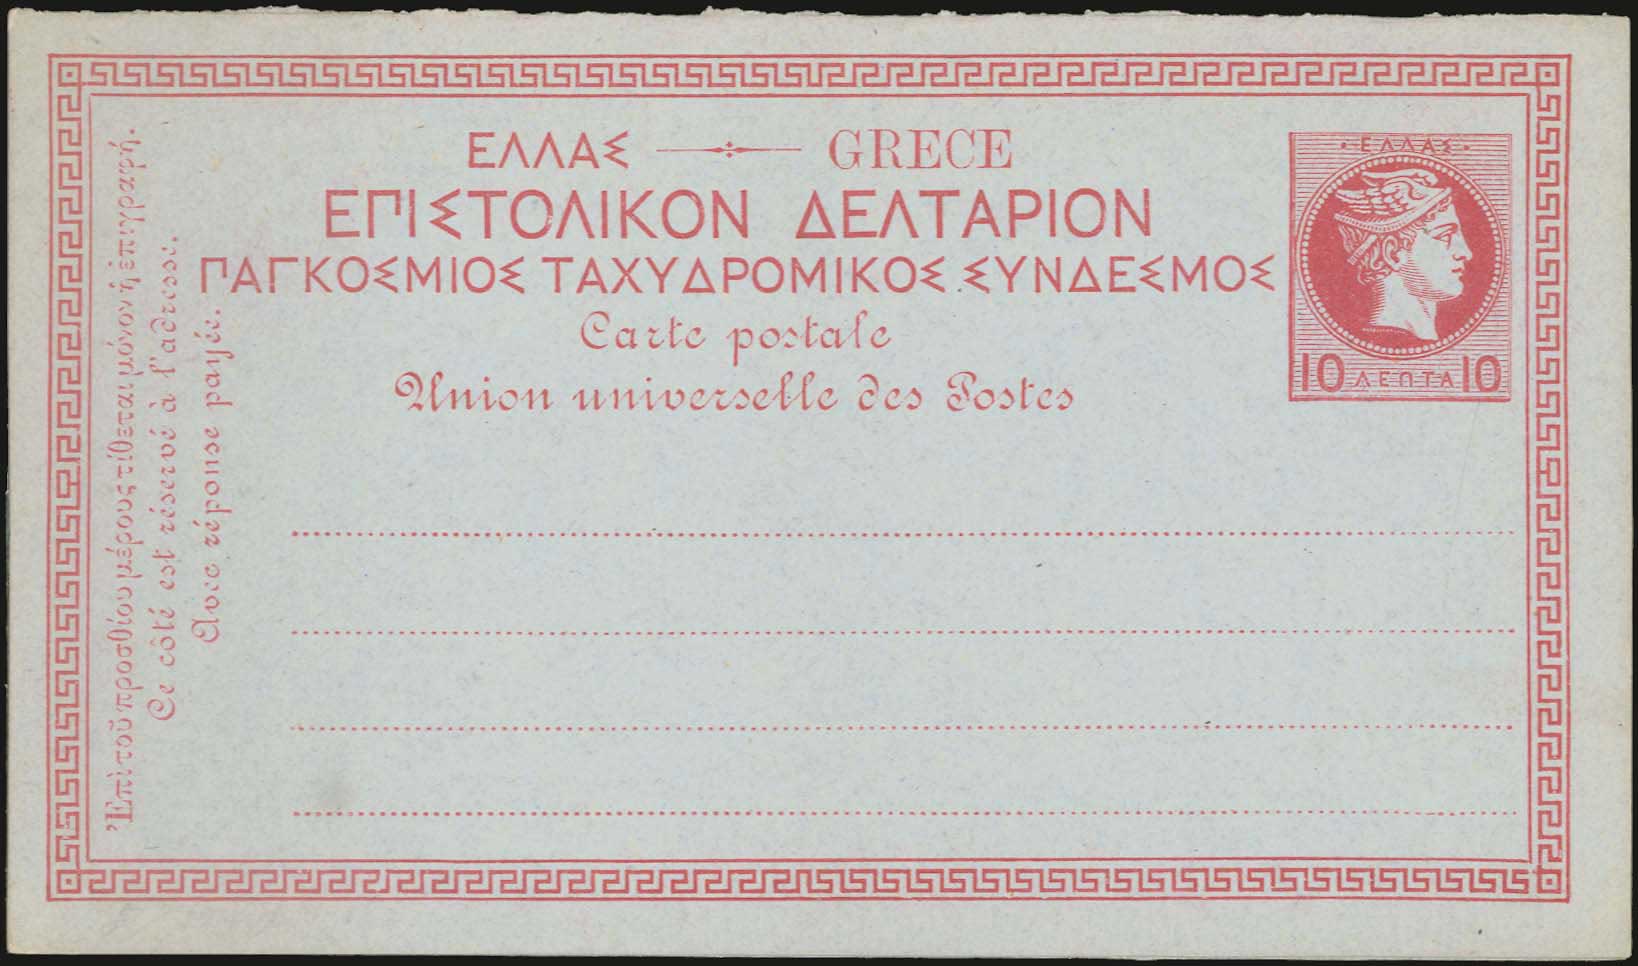 ΕΛΛΑΣ GRECE
ΕΠΙΣΤΟΛΙΚΟΝ ΔΕΛΤΑΡΙΟΝ
ΠΑΓΚΟΣΜΙΟΣ ΤΑΧΥΔΡΟΜΙΚΟΣ ΣΥΝΔΕΣΜΟΣ
Carte postale
Union universelle des Postes
·ΕΛΛΑΣ·
10 ΛΕΠΤΑ 10
Ἐπὶ τοῦ προσθίου μέρους τίθεται μόνον ἡ ἐπιγραφή.
Ce côté est réservé à l'adresse.
Avec réponse payée.